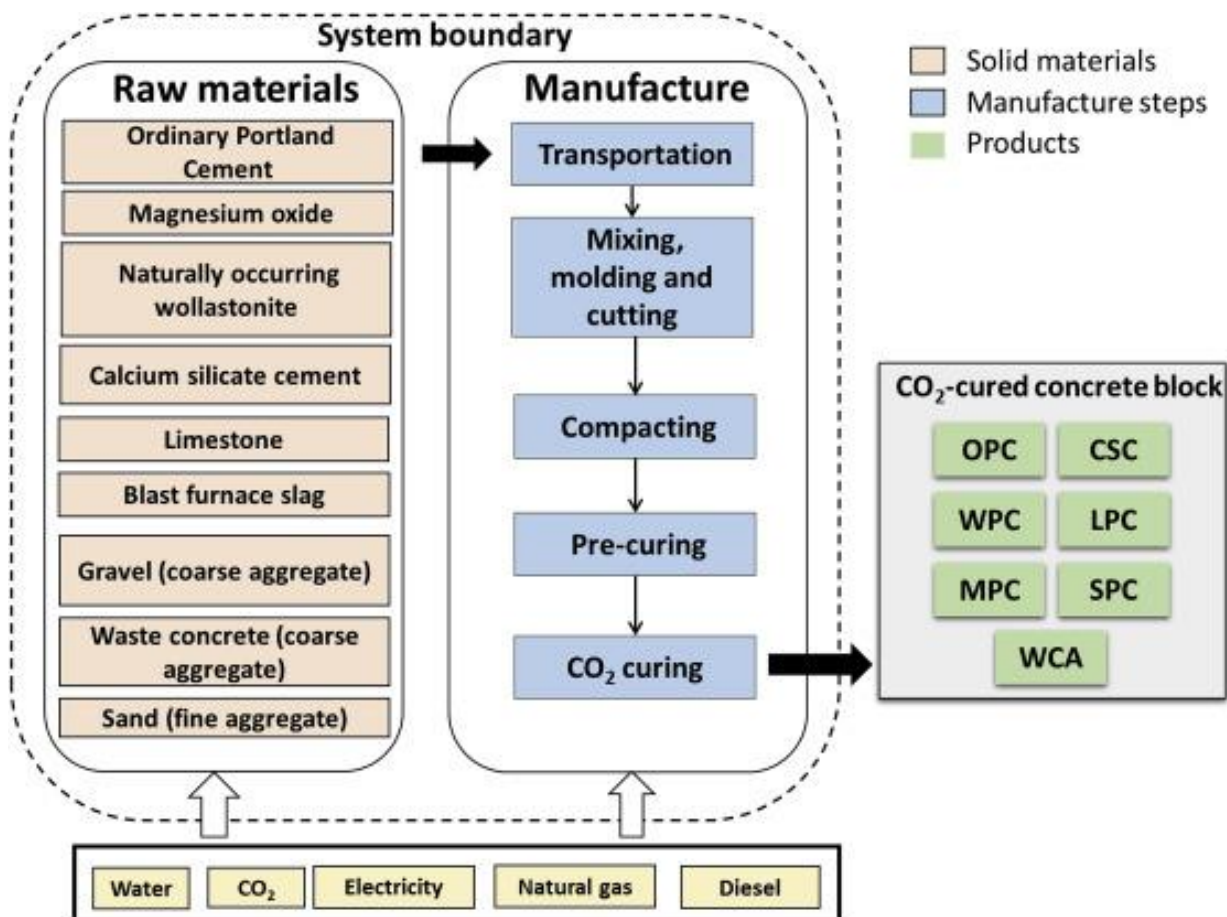 System boundary
Raw materials
Ordinary Portland
Cement
Magnesium oxide
Naturally occurring
wollastonite
Calcium silicate cement
Limestone
Blast furnace slag
Gravel (coarse aggregate)
Waste concrete (coarse
aggregate)
Sand (fine aggregate)
Manufacture
Transportation
Mixing,
molding and
cutting
Compacting
Pre-curing
CO₂ curing
Solid materials
Manufacture steps
Products
CO₂-cured concrete block
OPC CSC
WPC LPC
MPC SPC
WCA
Water CO₂ Electricity Natural gas Diesel